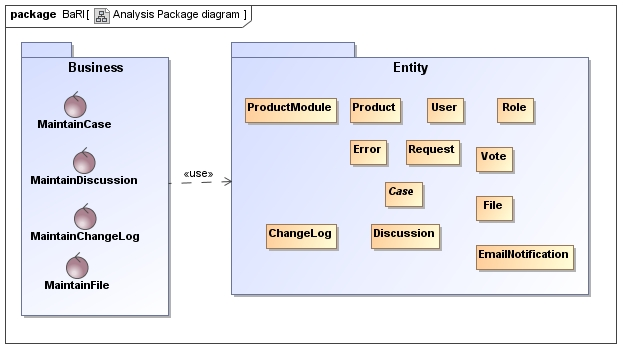 package BaRI[ Analysis Package diagram ]
Business
MaintainCase
MaintainDiscussion
MaintainChangeLog
MaintainFile
«use»
Entity
ProductModule Product User Role
Error Request Vote
Case
File
ChangeLog Discussion
EmailNotification